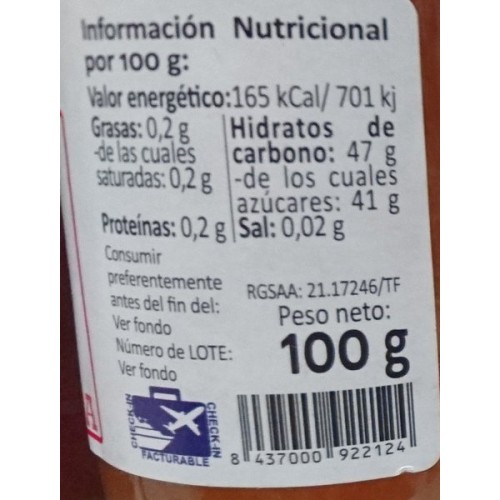 Información Nutricional
por 100 g:
Valor energético:165 kCal/ 701 kj
Grasas: 0,2 g
-de las cuales
saturadas: 0,2 g
Proteínas: 0,2 g
Hidratos de
carbono: 47 g
-de los cuales
azúcares: 41 g
Sal: 0,02 g
Consumir
preferentemente
antes del fin del:
Ver fondo
Número de LOTE:
Ver fondo
RGSAA: 21.17246/TF
Peso neto:
100 g
CHECK-IN
CHECK-IN
FACTURABLE
8 437000 922124